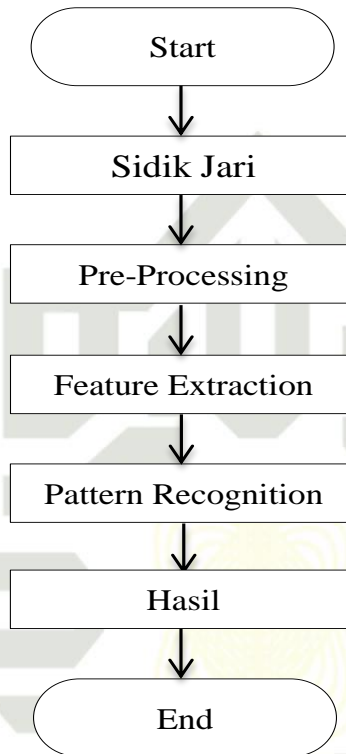 Start
Sidik Jari
Pre-Processing
Feature Extraction
Pattern Recognition
Hasil
End